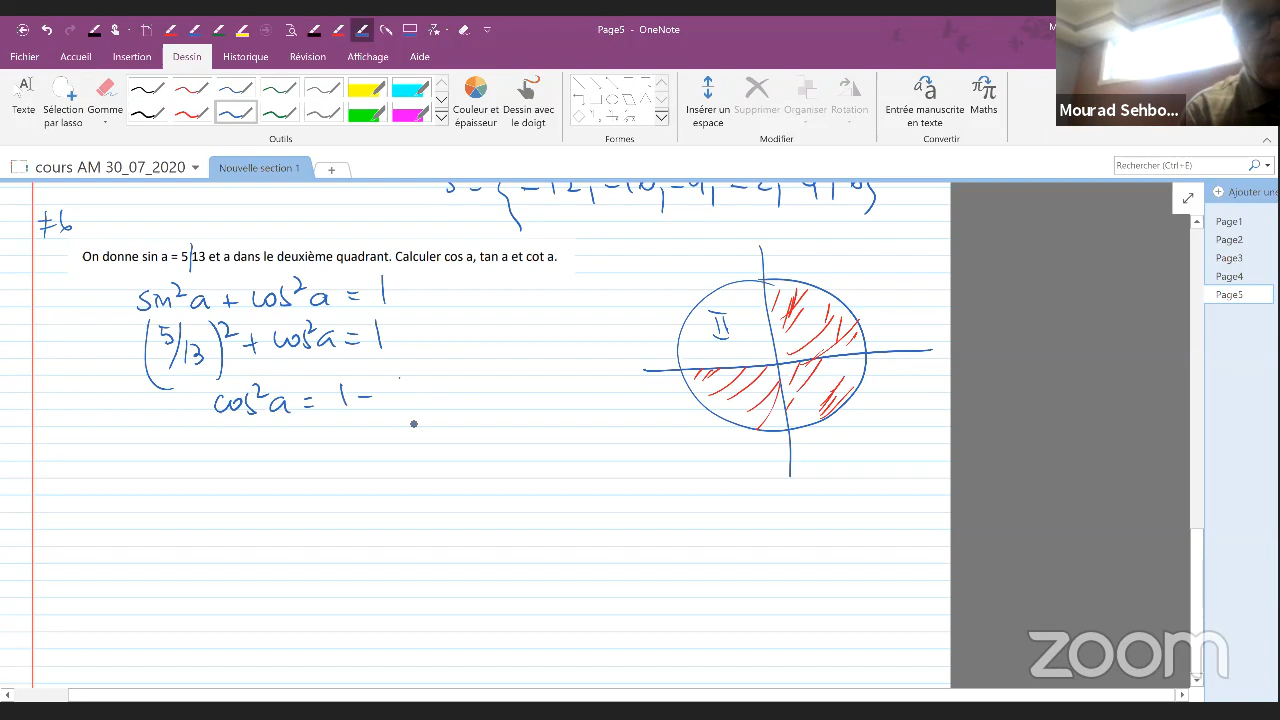 Page5 - OneNote
M
Fichier Accueil Insertion Dessin Historique Révision Affichage Aide
Texte
Sélection par lasso
Gomme
Couleur et épaisseur
Dessin avec le doigt
Insérer un espace
Supprimer
Organiser
Rotation
Entrée manuscrite en texte
Maths
Outils Formes Modifier Convertir
Mourad Sehbo...
cours AM 30_07_2020
Nouvelle section 1
+
Rechercher (Ctrl+E)
Ajouter une
Page1
Page2
Page3
Page4
Page5
≠6
On donne sin a = 5/13 et a dans le deuxième quadrant. Calculer cos a, tan a et cot a.
sin²a + cos²a = 1
(5/13)² + cos²a = 1
cos²a = 1 -
II
zoom